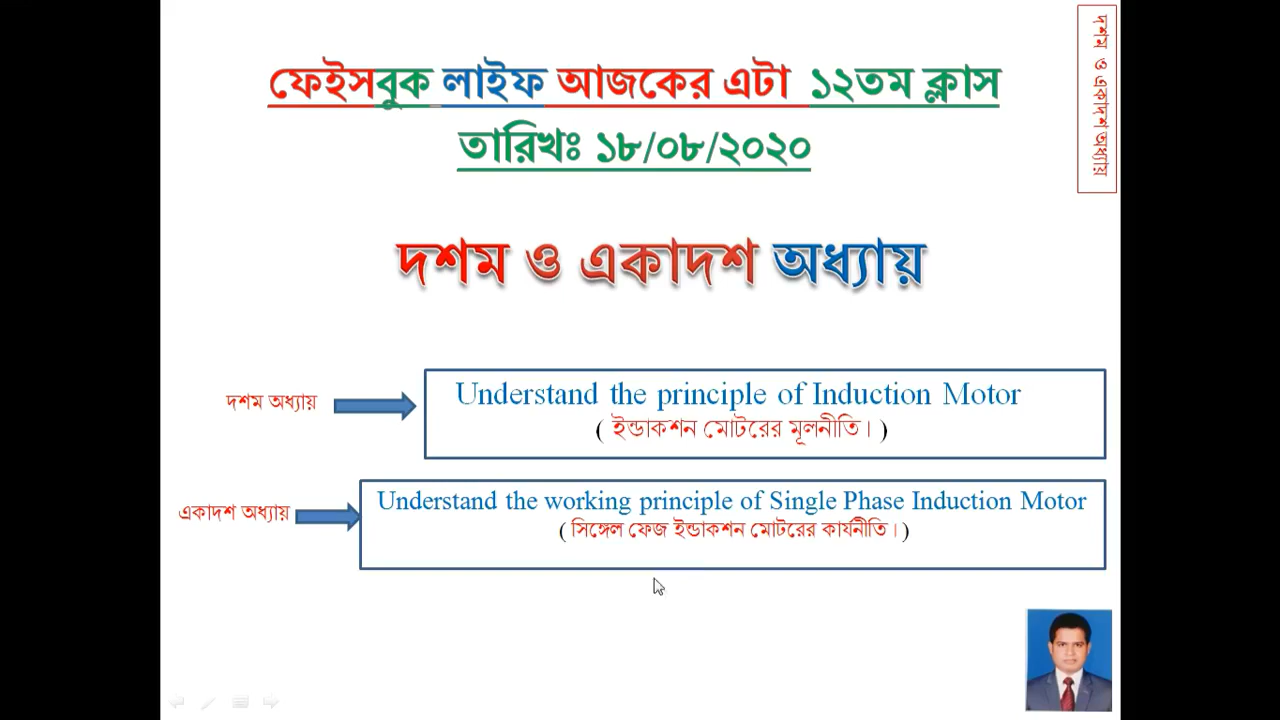 ফেইসবুক লাইফ আজকের এটা ১২তম ক্লাস
তারিখঃ ১৮/০৮/২০২০
দশম ও একাদশ অধ্যায়
দশম ও একাদশ অধ্যায়
দশম অধ্যায়
Understand the principle of Induction Motor
( ইন্ডাকশন মোটরের মূলনীতি। )
একাদশ অধ্যায়
Understand the working principle of Single Phase Induction Motor
( সিঙ্গেল ফেজ ইন্ডাকশন মোটরের কার্যনীতি। )